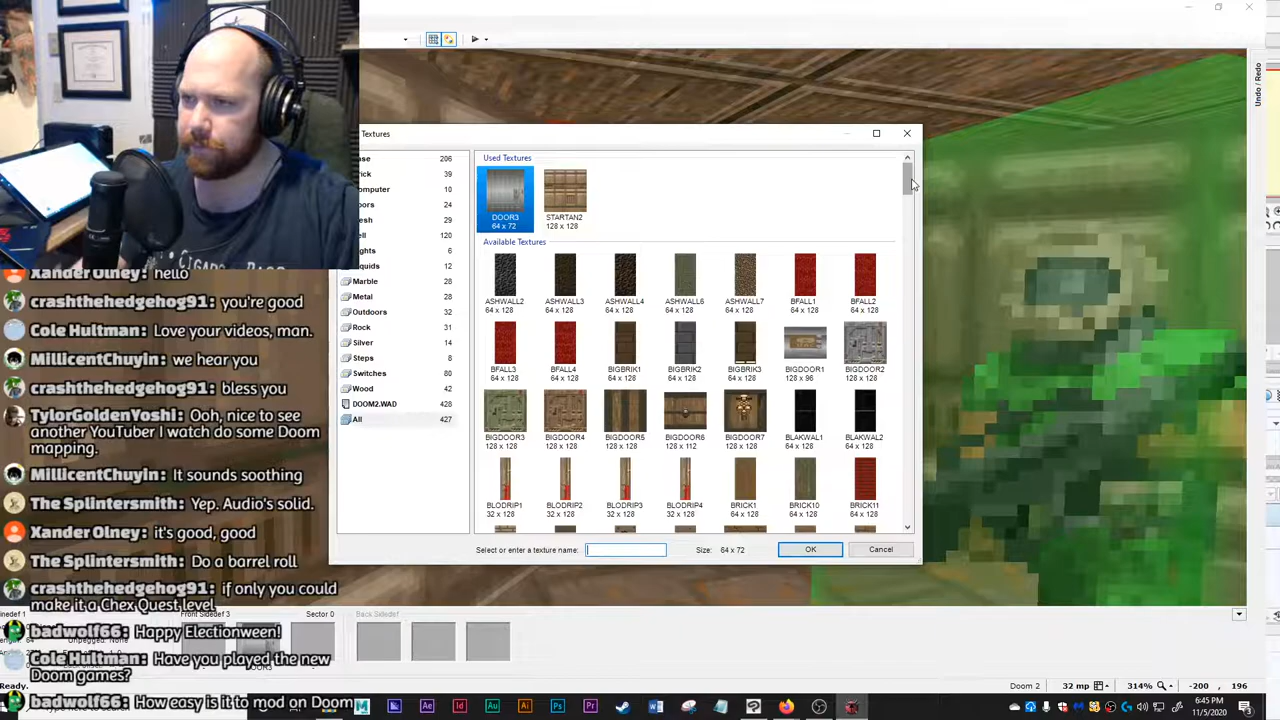 Undo / Redo
Textures
Used Textures
206
39
Computer 10
24
29
120
6
12
Marble 28
Metal 28
Outdoors 32
Rock 31
Silver 14
Steps 8
Switches 80
Wood 42
DOOM2.WAD 428
All 427
DOOR3 STARTAN2
64 x 72 128 x 128
Available Textures
ASHWALL2 ASHWALL3 ASHWALL4 ASHWALL6 ASHWALL7 BFALL1 BFALL2
64 x 128 64 x 128 64 x 128 64 x 128 64 x 128 64 x 128 64 x 128
BFALL3 BFALL4 BIGBRIK1 BIGBRIK2 BIGBRIK3 BIGDOOR1 BIGDOOR2
64 x 128 64 x 128 64 x 128 64 x 128 64 x 128 128 x 96 128 x 128
BIGDOOR3 BIGDOOR4 BIGDOOR5 BIGDOOR6 BIGDOOR7 BLAKWAL1 BLAKWAL2
128 x 128 128 x 128 128 x 128 128 x 112 128 x 128 64 x 128 64 x 128
BLODRIP1 BLODRIP2 BLODRIP3 BLODRIP4 BRICK1 BRICK10 BRICK11
32 x 128 32 x 128 32 x 128 32 x 128 64 x 128 64 x 128 64 x 128
Select or enter a texture name: Size: 64 x 72 OK Cancel
Xander Olney: hello
crashthehedgehog91: you're good
Cole Hultman: Love your videos, man.
MillicentChuyin: we hear you
crashthehedgehog91: bless you
TylorGoldenYoshi: Ooh, nice to see
another YouTuber I watch do some Doom
mapping.
MillicentChuyin: It sounds soothing
The Splintersmith: Yep. Audio's solid.
Xander Olney: it's good, good
The Splintersmith: Do a barrel roll
crashthehedgehog91: if only you could
make it a Chex Quest level
badwolf66: Happy Electionween!
Cole Hultman: Have you played the new
Doom games?
badwolf66: How easy is it to mod on Doom
Front Sidedef 3 Sector 0 Back Sidedef
Ready. Doom 2 32 mp 314% -200 , 196
6:45 PM
11/5/2020